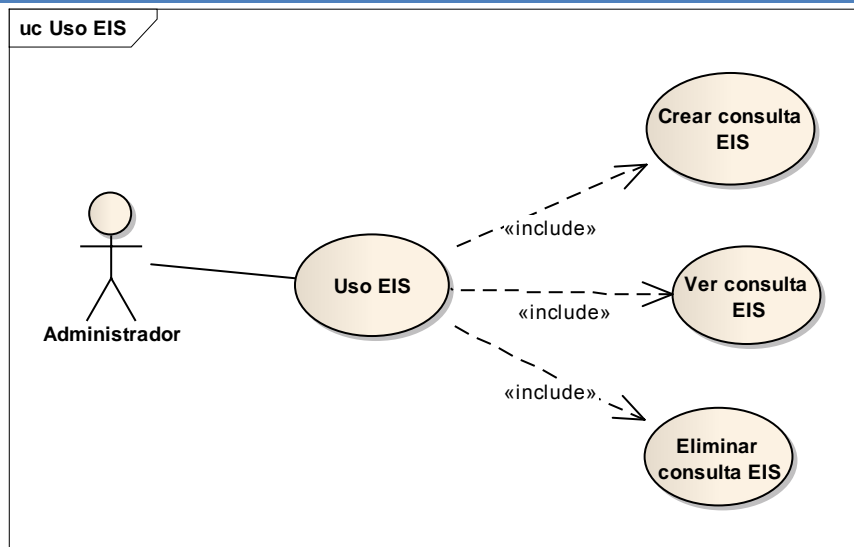 uc Uso EIS
Crear consulta
EIS
«include»
Uso EIS
Ver consulta
EIS
«include»
Administrador
«include»
Eliminar
consulta EIS